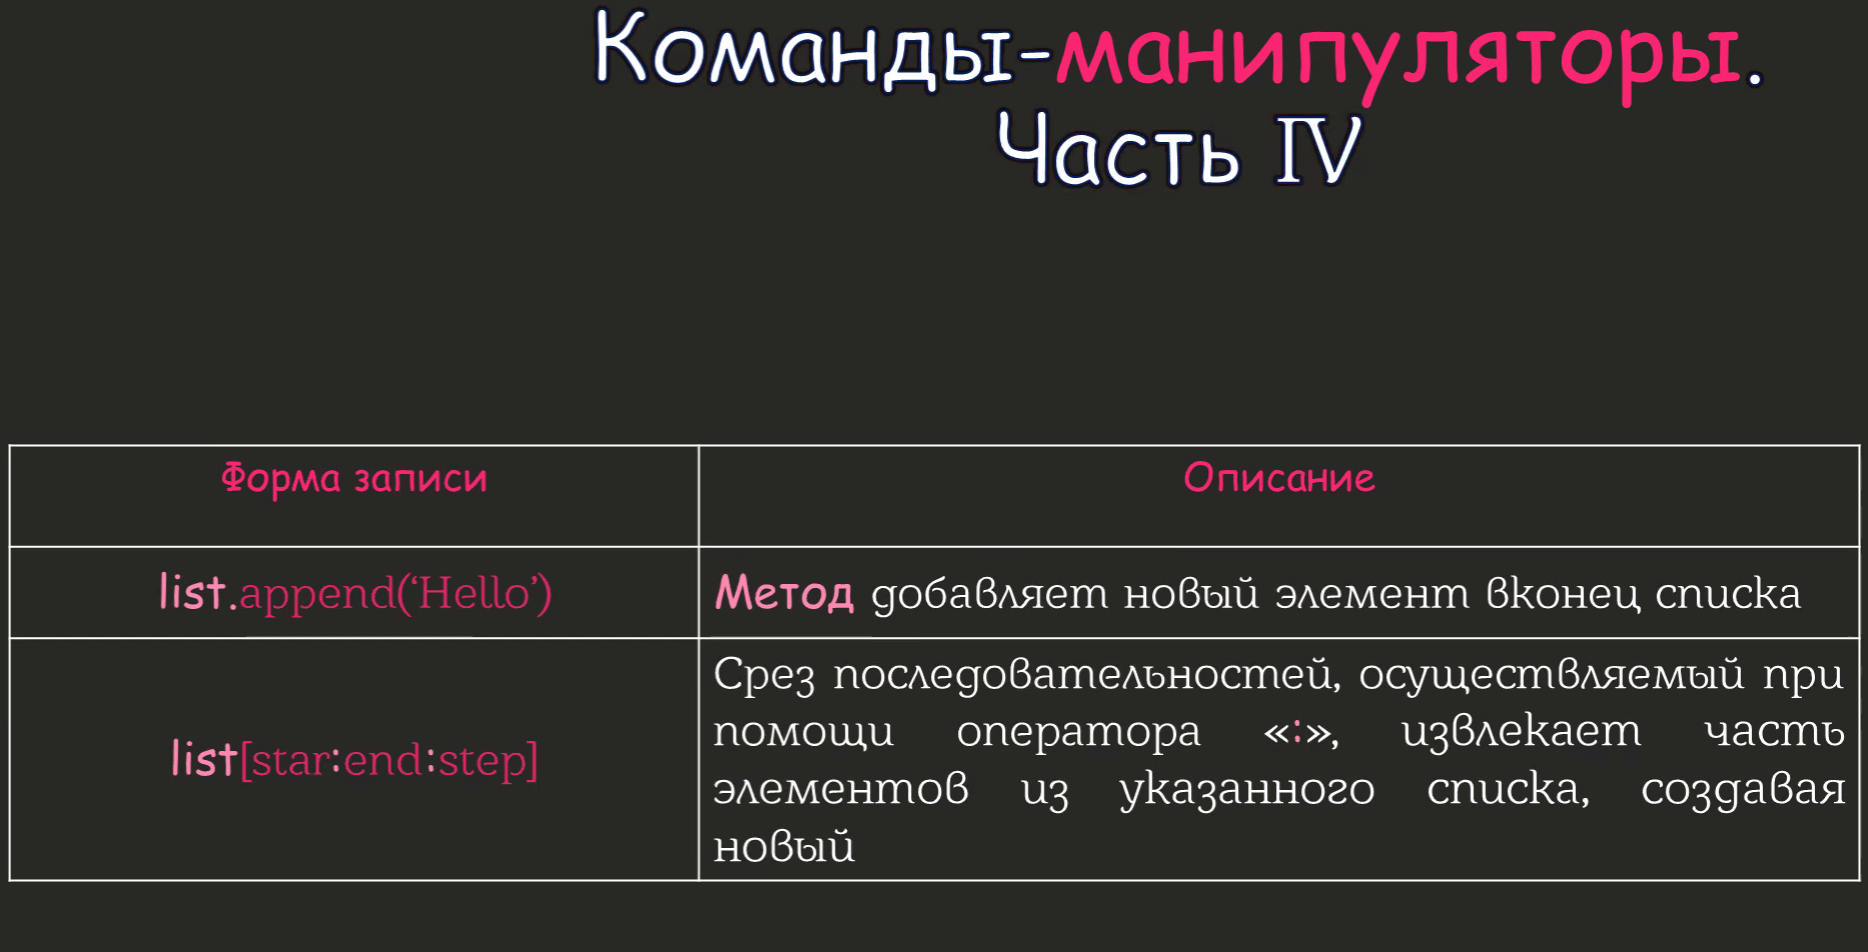 Команды-манипуляторы.
Часть IV
Форма записи
Описание
list.append(‘Hello’)
Метод добавляет новый элемент вконец списка
list[star:end:step]
Срез последовательностей, осуществляемый при
помощи оператора «:», извлекает часть
элементов из указанного списка, создавая
новый